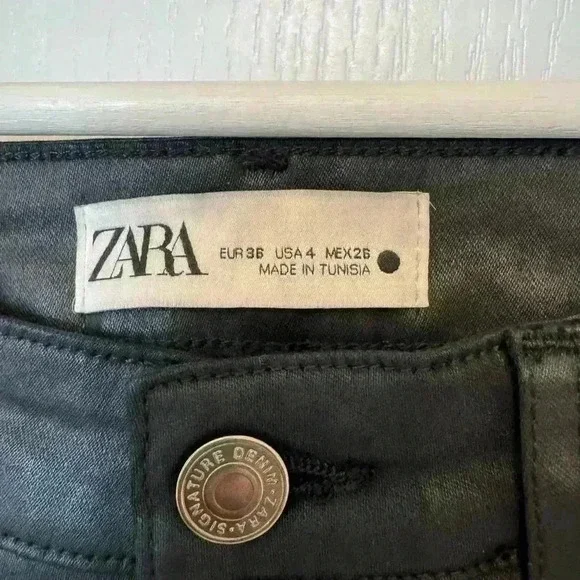 ZARA
EUR 36 USA 4 MEX 26
MADE IN TUNISIA
SIGNATURE DENIM · ZARA ·